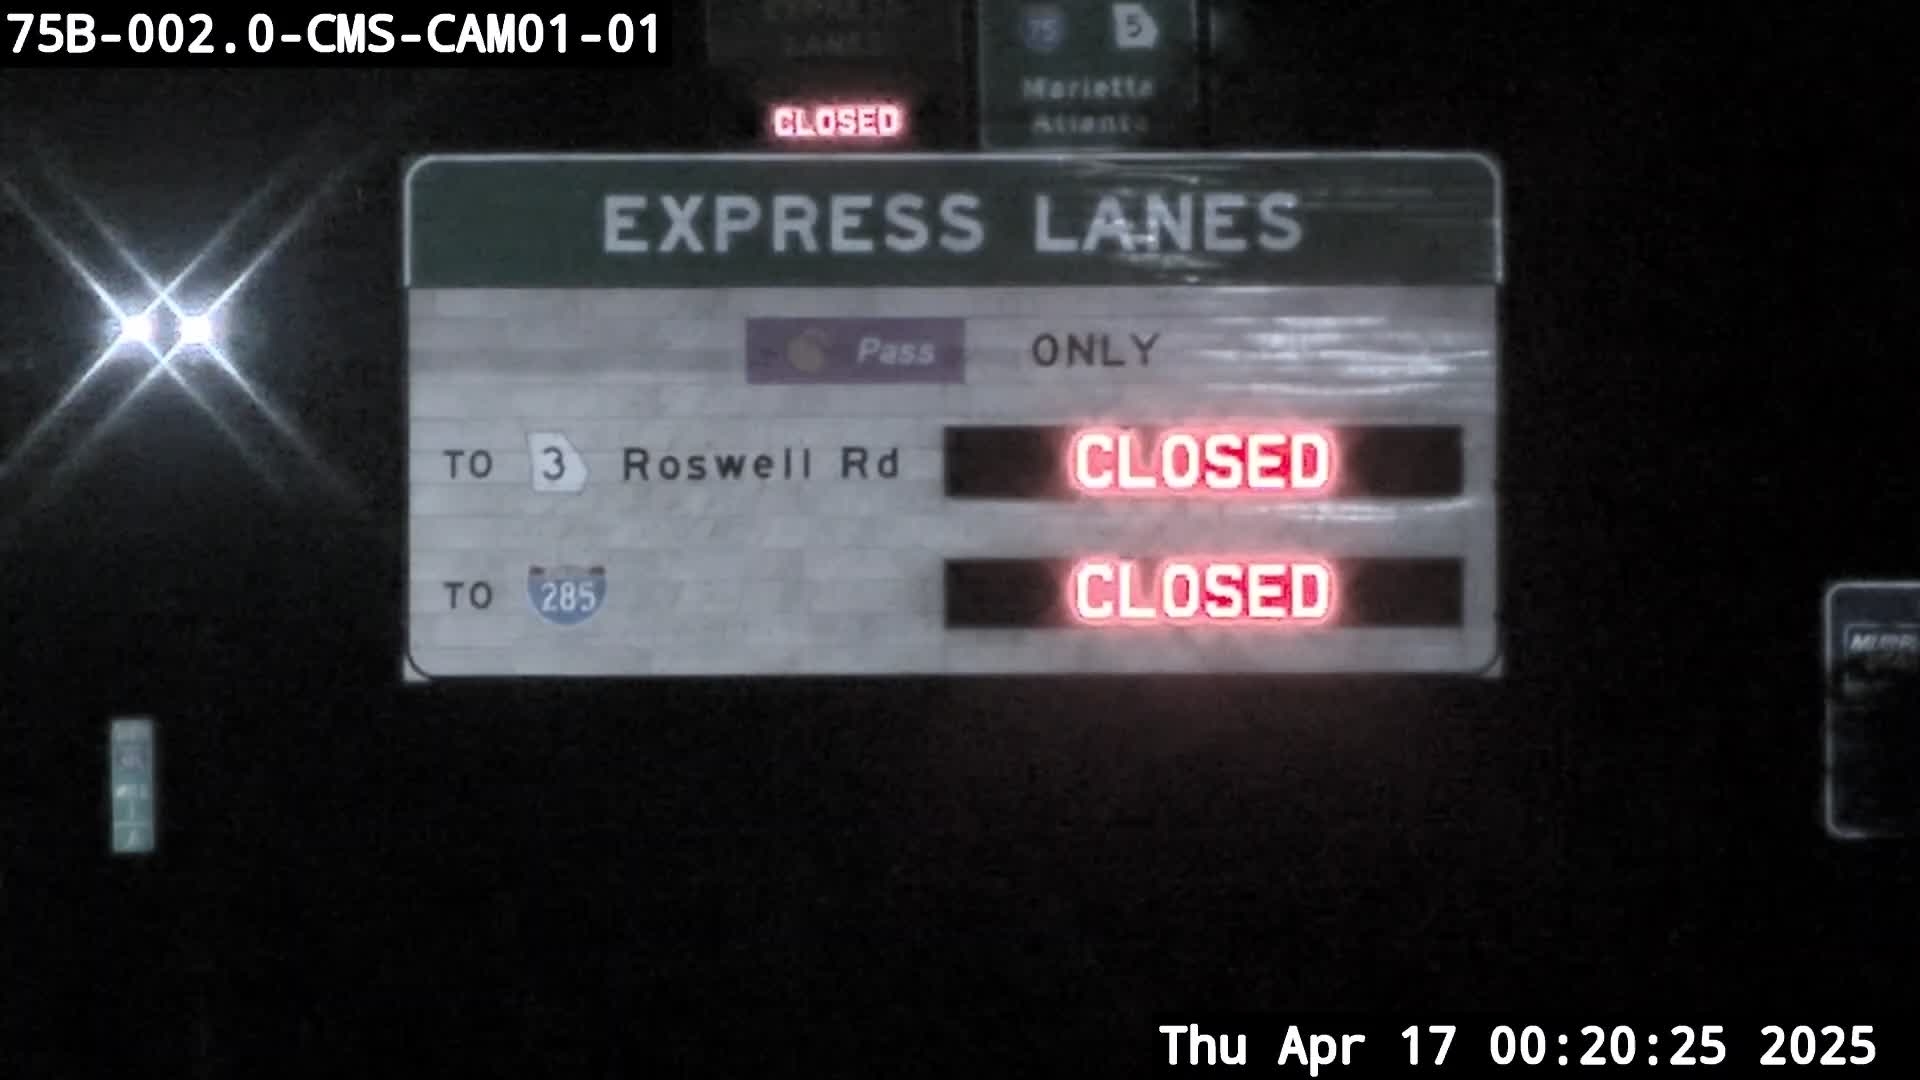 75B-002.0-CMS-CAM01-01
LANE
75 5
Marietta
Atlanta
CLOSED
EXPRESS LANES
Pass ONLY
TO 3 Roswell Rd CLOSED
TO 285 CLOSED
Thu Apr 17 00:20:25 2025